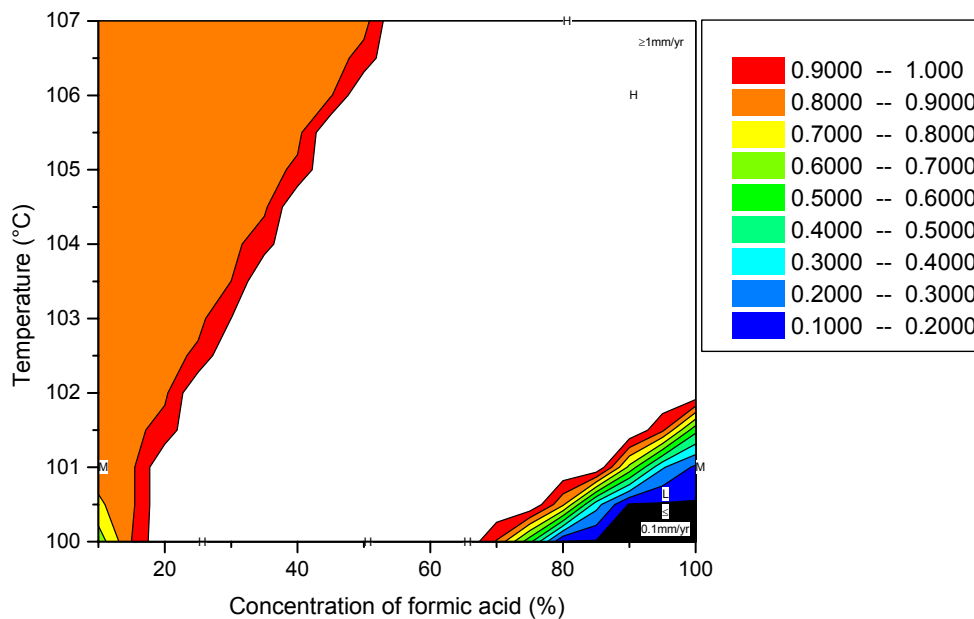 107
106
105
104
103
102
101
100
Temperature (°C)
20
40
60
80
100
Concentration of formic acid (%)
H
≥1mm/yr
H
M
M
L
≤
0.1mm/yr
H
H
H
0.9000 -- 1.000
0.8000 -- 0.9000
0.7000 -- 0.8000
0.6000 -- 0.7000
0.5000 -- 0.6000
0.4000 -- 0.5000
0.3000 -- 0.4000
0.2000 -- 0.3000
0.1000 -- 0.2000